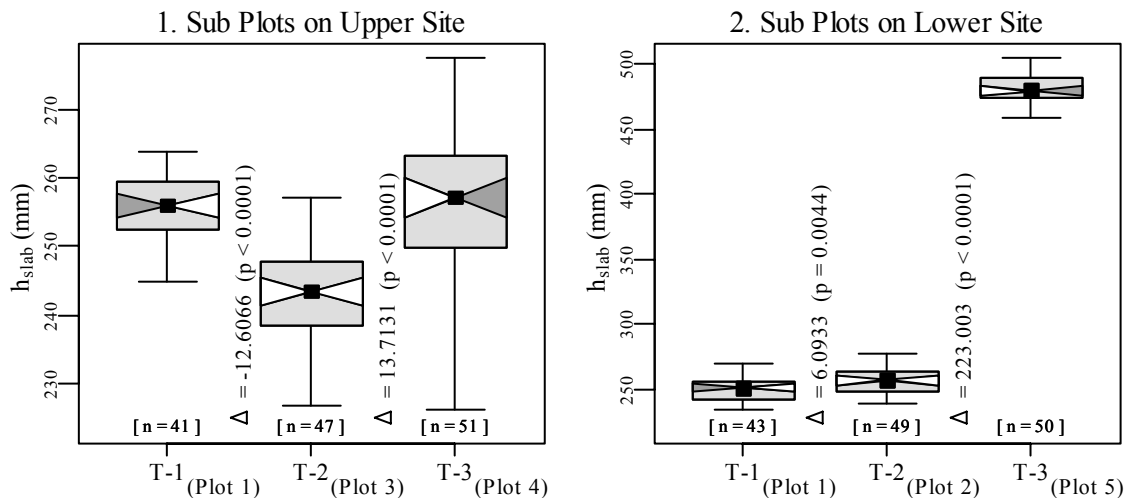 1. Sub Plots on Upper Site
h_slab (mm)
270
260
250
240
230
Δ = -12.6066 (p < 0.0001)
Δ = 13.7131 (p < 0.0001)
[ n = 41 ]
[ n = 47 ]
[ n = 51 ]
T-1 (Plot 1)
T-2 (Plot 3)
T-3 (Plot 4)
2. Sub Plots on Lower Site
h_slab (mm)
500
450
400
350
300
250
Δ = 6.0933 (p = 0.0044)
Δ = 223.003 (p < 0.0001)
[ n = 43 ]
[ n = 49 ]
[ n = 50 ]
T-1 (Plot 1)
T-2 (Plot 2)
T-3 (Plot 5)